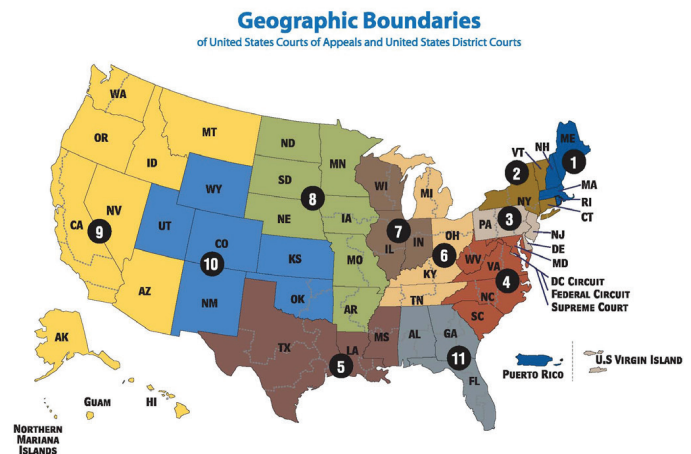 Geographic Boundaries
of United States Courts of Appeals and United States District Courts
WA
OR
ID
MT
CA
NV
9
AZ
AK
HI
GUAM
NORTHERN
MARIANA
ISLANDS
WY
UT
CO
10
KS
NM
OK
ND
SD
NE
MN
8
IA
MO
AR
TX
LA
5
MS
WI
7
IL
IN
MI
OH
6
KY
TN
AL
GA
11
FL
WV
VA
4
NC
SC
PA
3
NY
2
VT
NH
ME
1
MA
RI
CT
NJ
DE
MD
DC CIRCUIT
FEDERAL CIRCUIT
SUPREME COURT
PUERTO RICO
U.S VIRGIN ISLAND